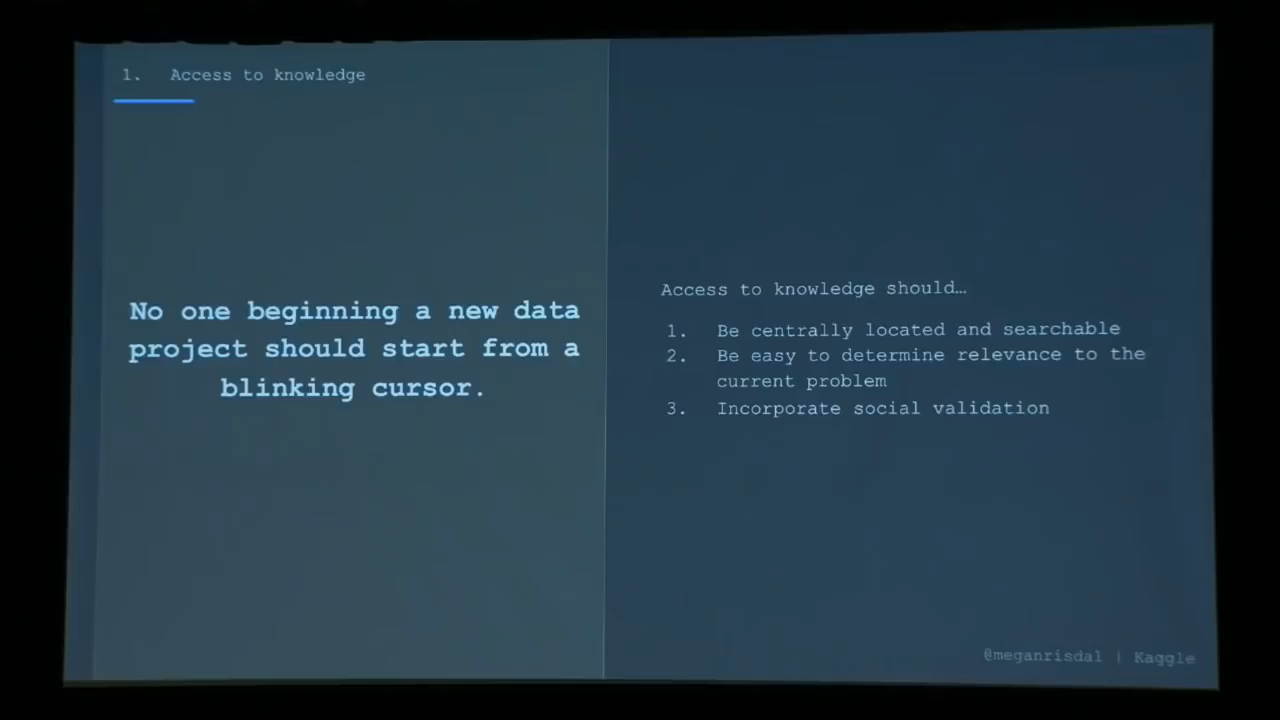 1. Access to knowledge
No one beginning a new data
project should start from a
blinking cursor.
Access to knowledge should…
1. Be centrally located and searchable
2. Be easy to determine relevance to the
current problem
3. Incorporate social validation
@meganrisdal | Kaggle